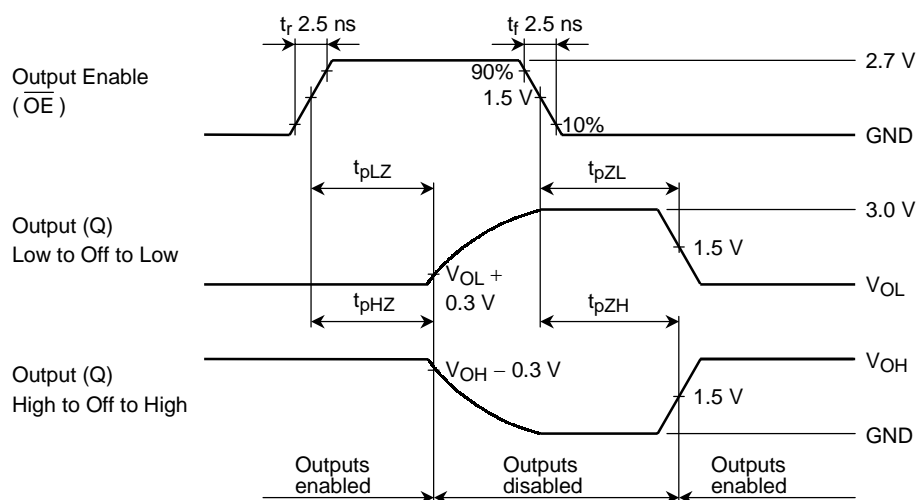 tr 2.5 ns
tf 2.5 ns
Output Enable
( OE )
90%
1.5 V
10%
2.7 V
GND
tpLZ
tpZL
Output (Q)
Low to Off to Low
3.0 V
1.5 V
VOL +
0.3 V
VOL
tpHZ
tpZH
Output (Q)
High to Off to High
VOH − 0.3 V
VOH
1.5 V
GND
Outputs
enabled
Outputs
disabled
Outputs
enabled